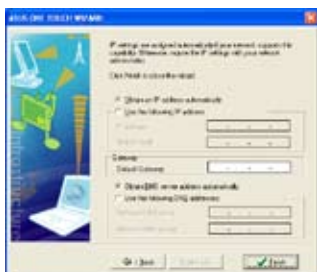 ASUS ONE TOUCH WIZARD
IP settings are assigned automatically if your network supports this
capability. Otherwise, require the IP settings with your network
administrator.
Click Finish to close the wizard.
Obtain an IP address automatically
Use the following IP address
Gateway
Default Gateway
Obtain DNS server address automatically
Use the following DNS addresses
infrastructure
< Back
Finish